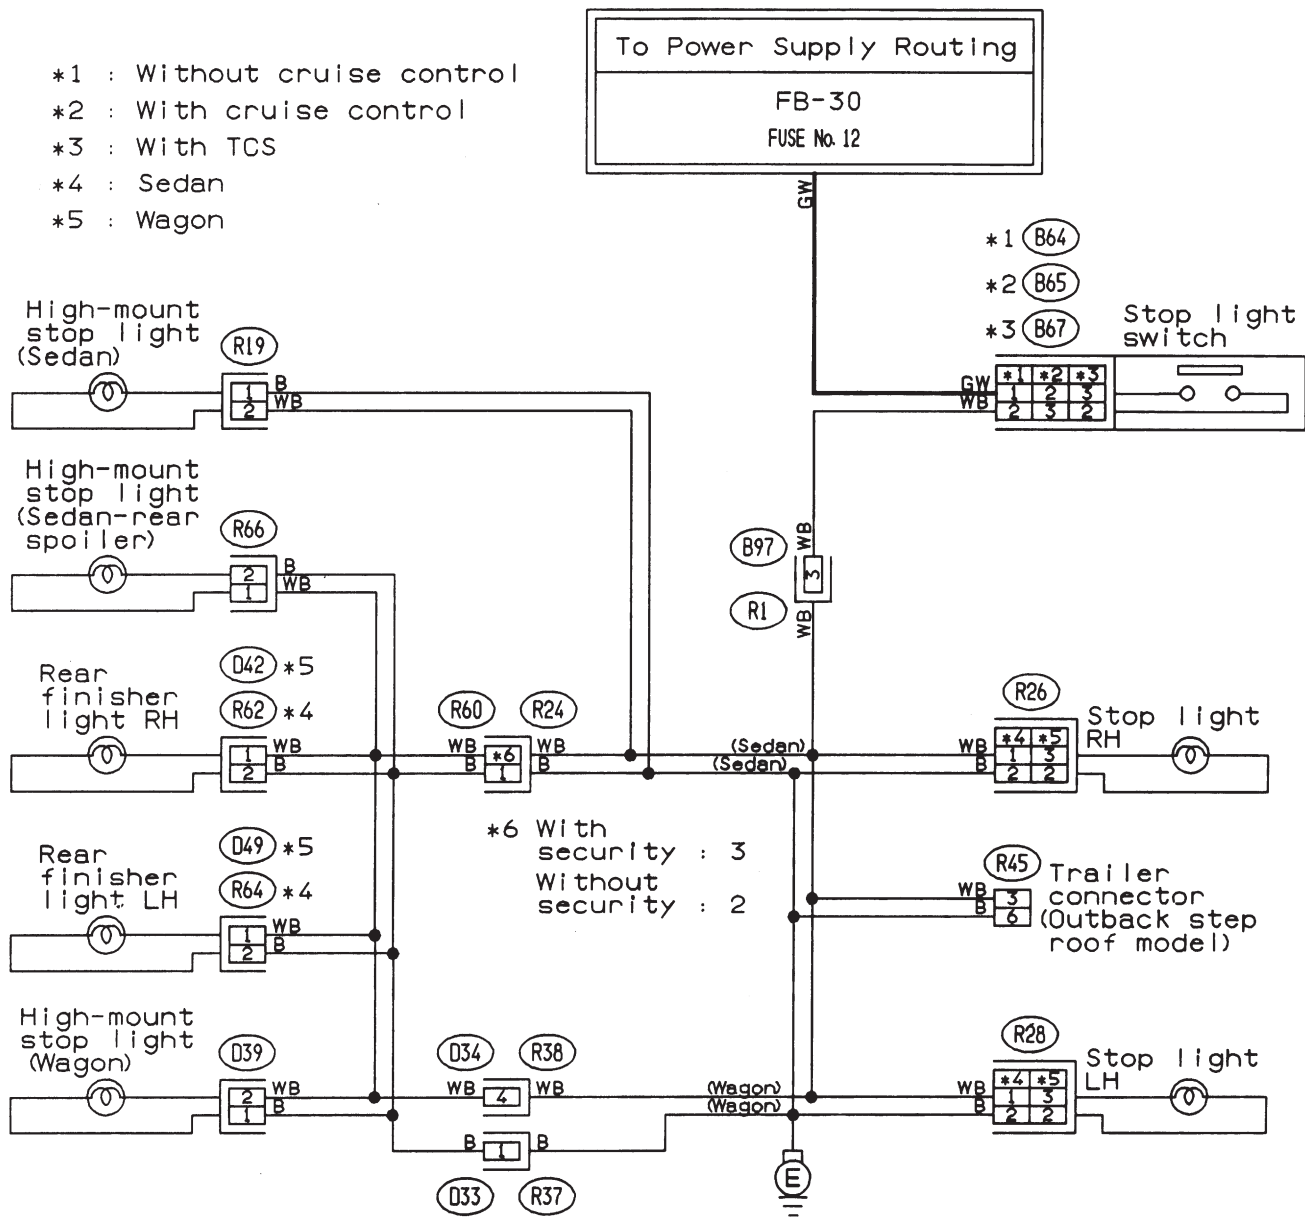 To Power Supply Routing
FB-30
FUSE No. 12
*1 : Without cruise control
*2 : With cruise control
*3 : With TCS
*4 : Sedan
*5 : Wagon
GW
*1 B64
*2 B65
*3 B67
Stop light
switch
*1 *2 *3
GW 1 2 3
WB 2 3 2
High-mount
stop light
(Sedan)
R19
1 B
2 WB
High-mount
stop light
(Sedan-rear
spoiler)
R66
2 B
1 WB
B97
WB
3
R1
WB
Rear
finisher
light RH
D42 *5
R62 *4
1 WB
2 B
R60 R24
WB *6 WB
B 1 B
(Sedan)
(Sedan)
R26
Stop light
RH
*4 *5
WB 1 3
B 2 2
*6 With
security : 3
Without
security : 2
Rear
finisher
light LH
D49 *5
R64 *4
1 WB
2 B
R45
WB 3
B 6
Trailer
connector
(Outback step
roof model)
High-mount
stop light
(Wagon)
D39
2 WB
1 B
D34 R38
WB 4 WB
(Wagon)
(Wagon)
B 1 B
D33 R37
R28
Stop light
LH
*4 *5
WB 1 3
B 2 2
E